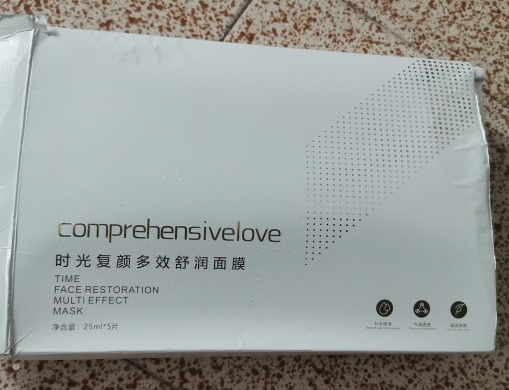 comprehensivelove
时光复颜多效舒润面膜
TIME
FACE RESTORATION
MULTI EFFECT
MASK
净含量: 25ml*5片